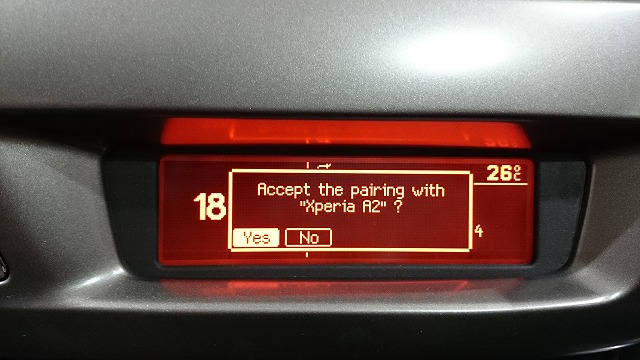 26°C
Accept the pairing with
"Xperia A2" ?
18
4
Yes No